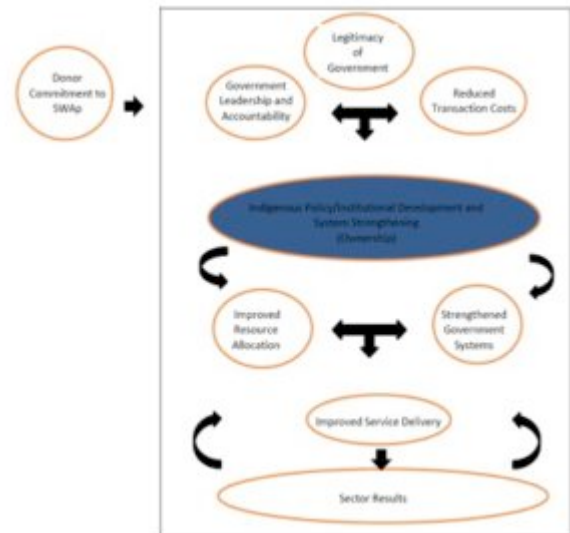 Legitimacy
of
Government
Donor
Commitment to
SWAp
Government
Leadership and
Accountability
Reduced
Transaction Costs
Indigenous Policy/Institutional Development and
System Strengthening
(Ownership)
Improved
Resource
Allocation
Strengthened
Government
Systems
Improved Service Delivery
Sector Results